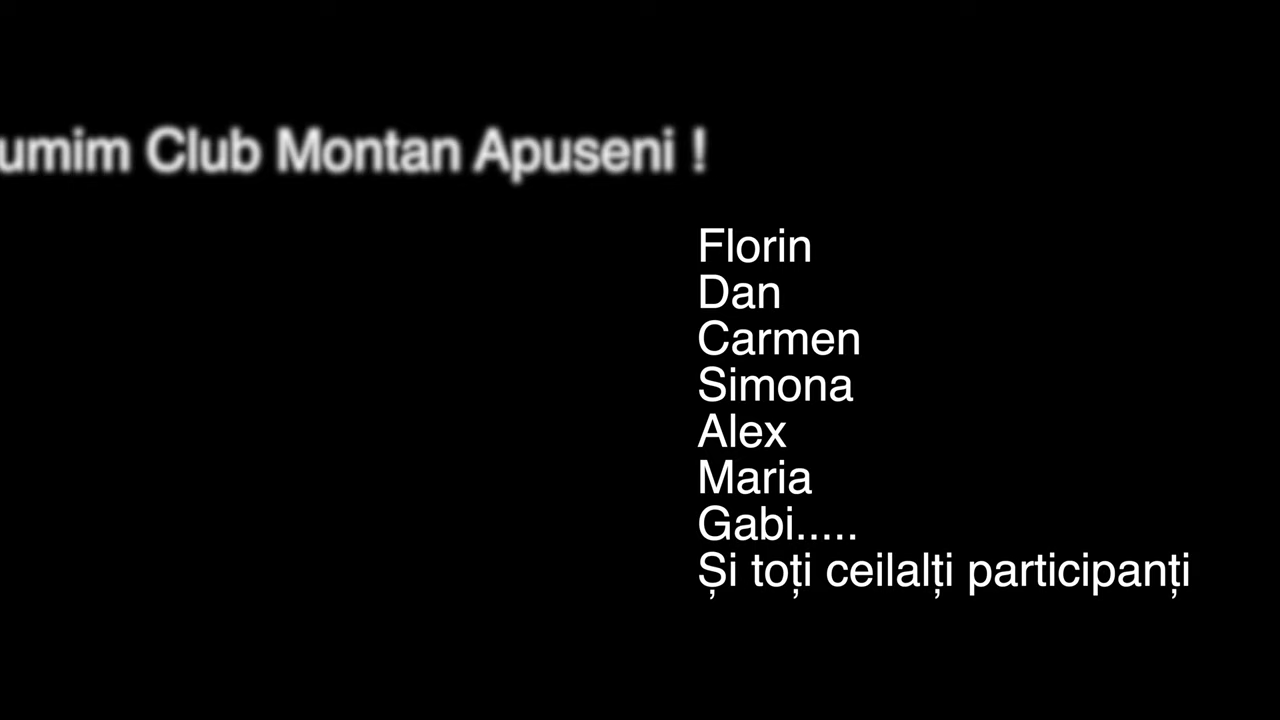 umim Club Montan Apuseni !
Florin
Dan
Carmen
Simona
Alex
Maria
Gabi.....
Și toți ceilalți participanți